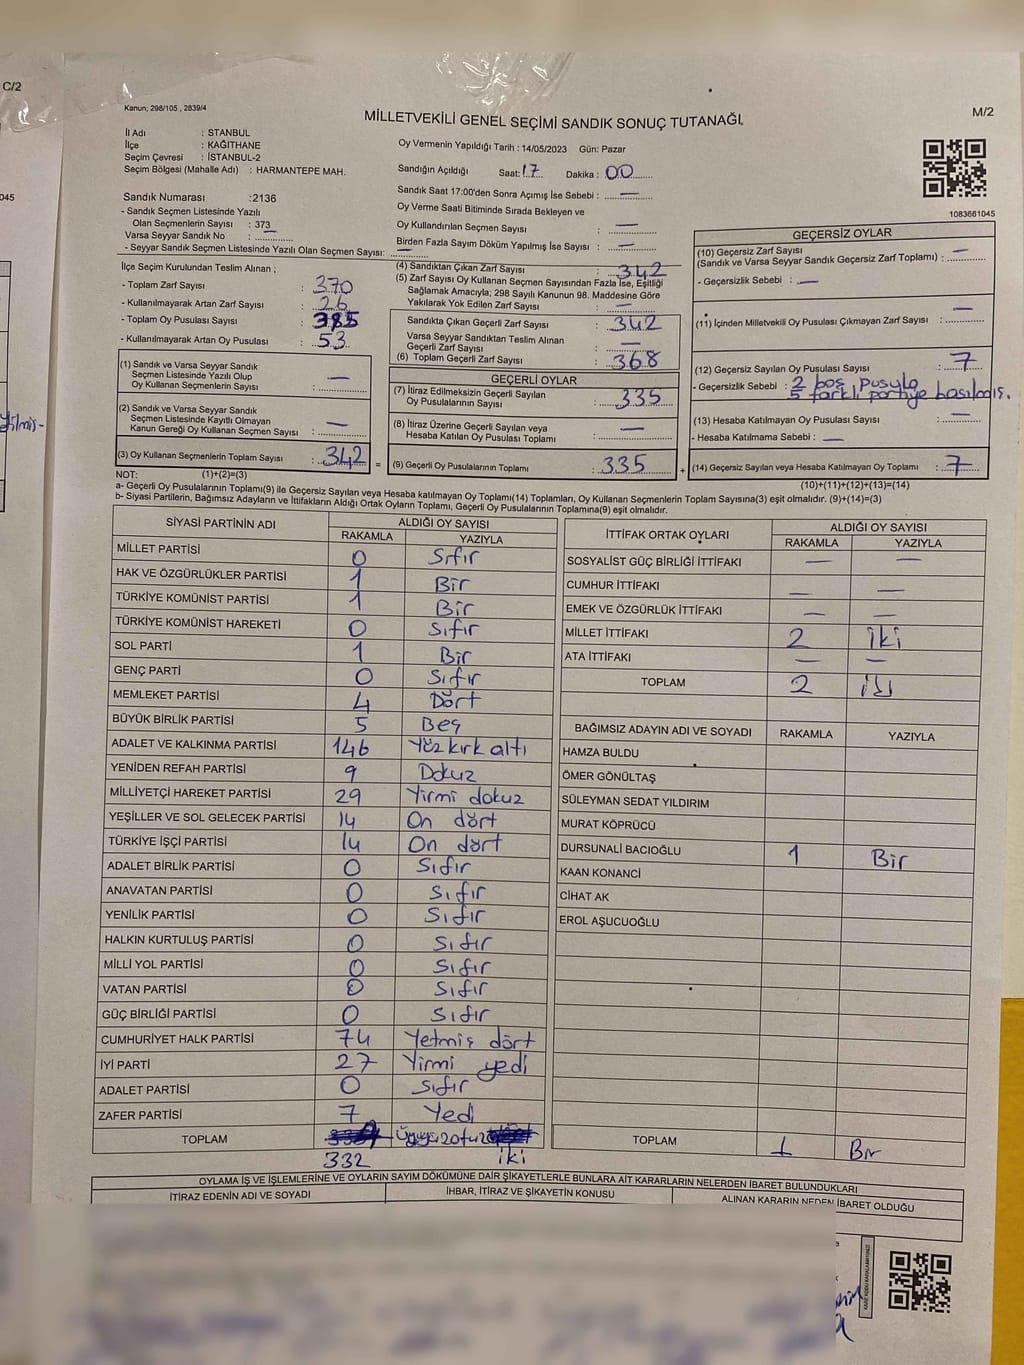 C/2
Kanun; 298/105 , 2839/4
MİLLETVEKİLİ GENEL SEÇİMİ SANDIK SONUÇ TUTANAĞI,
M/2
İl Adı : STANBUL
İlçe : KAĞITHANE
Seçim Çevresi : İSTANBUL-2
Seçim Bölgesi (Mahalle Adı) : HARMANTEPE MAH.
Oy Vermenin Yapıldığı Tarih : 14/05/2023 Gün: Pazar
Sandığın Açıldığı Saat: 17 Dakika : 00
Sandık Saat 17:00'den Sonra Açımış İse Sebebi : —
Oy Verme Saati Bitiminde Sırada Bekleyen ve
Oy Kullandırılan Seçmen Sayısı : —
Birden Fazla Sayım Döküm Yapılmış İse Sayısı : —
1083661045
045
Sandık Numarası :2136
- Sandık Seçmen Listesinde Yazılı
Olan Seçmenlerin Sayısı : 373
Varsa Seyyar Sandık No : —
- Seyyar Sandık Seçmen Listesinde Yazılı Olan Seçmen Sayısı: —
İlçe Seçim Kurulundan Teslim Alınan ;
- Toplam Zarf Sayısı : 370
- Kullanılmayarak Artan Zarf Sayısı : 26
- Toplam Oy Pusulası Sayısı :
- Kullanılmayarak Artan Oy Pusulası : 53
(1) Sandık ve Varsa Seyyar Sandık
Seçmen Listesinde Yazılı Olup
Oy Kullanan Seçmenlerin Sayısı : —
(2) Sandık ve Varsa Seyyar Sandık
Seçmen Listesinde Kayıtlı Olmayan
Kanun Gereği Oy Kullanan Seçmen Sayısı : —
(3) Oy Kullanan Seçmenlerin Toplam Sayısı : 342
(4) Sandıktan Çıkan Zarf Sayısı : 342
(5) Zarf Sayısı Oy Kullanan Seçmen Sayısından Fazla İse, Eşitliği
Sağlamak Amacıyla; 298 Sayılı Kanunun 98. Maddesine Göre
Yakılarak Yok Edilen Zarf Sayısı : —
Sandıkta Çıkan Geçerli Zarf Sayısı : 342
Varsa Seyyar Sandıktan Teslim Alınan
Geçerli Zarf Sayısı : —
(6) Toplam Geçerli Zarf Sayısı : 368
GEÇERLİ OYLAR
(7) İtiraz Edilmeksizin Geçerli Sayılan
Oy Pusulalarının Sayısı : 335
(8) İtiraz Üzerine Geçerli Sayılan veya
Hesaba Katılan Oy Pusulası Toplamı : —
= (9) Geçerli Oy Pusulalarının Toplamı : 335 +
GEÇERSİZ OYLAR
(10) Geçersiz Zarf Sayısı
(Sandık ve Varsa Seyyar Sandık Geçersiz Zarf Toplamı) : —
- Geçersizlik Sebebi : —
(11) İçinden Milletvekili Oy Pusulası Çıkmayan Zarf Sayısı : —
(12) Geçersiz Sayılan Oy Pusulası Sayısı : 7
- Geçersizlik Sebebi : 2 boş pusula
5 farklı partiye basılmış.
(13) Hesaba Katılmayan Oy Pusulası Sayısı : —
- Hesaba Katılmama Sebebi : —
(14) Geçersiz Sayılan veya Hesaba Katılmayan Oy Toplamı : 7
NOT: (1)+(2)=(3)
(10)+(11)+(12)+(13)=(14)
a- Geçerli Oy Pusulalarının Toplamı(9) ile Geçersiz Sayılan veya Hesaba Katılmayan Oy Toplamı(14) Toplamları, Oy Kullanan Seçmenlerin Toplam Sayısına(3) eşit olmalıdır. (9)+(14)=(3)
b- Siyasi Partilerin, Bağımsız Adayların ve İttifakların Aldığı Ortak Oyların Toplamı, Geçerli Oy Pusulalarının Toplamına(9) eşit olmalıdır.
SİYASİ PARTİNİN ADI ALDIĞI OY SAYISI
RAKAMLA YAZIYLA
MİLLET PARTİSİ 0 Sıfır
HAK VE ÖZGÜRLÜKLER PARTİSİ 1 Bir
TÜRKİYE KOMÜNİST PARTİSİ 1 Bir
TÜRKİYE KOMÜNİST HAREKETİ 0 Sıfır
SOL PARTİ 1 Bir
GENÇ PARTİ 0 Sıfır
MEMLEKET PARTİSİ 4 Dört
BÜYÜK BİRLİK PARTİSİ 5 Beş
ADALET VE KALKINMA PARTİSİ 146 Yüz kırk altı
YENİDEN REFAH PARTİSİ 9 Dokuz
MİLLİYETÇİ HAREKET PARTİSİ 29 Yirmi dokuz
YEŞİLLER VE SOL GELECEK PARTİSİ 14 On dört
TÜRKİYE İŞÇİ PARTİSİ 14 On dört
ADALET BİRLİK PARTİSİ 0 Sıfır
ANAVATAN PARTİSİ 0 Sıfır
YENİLİK PARTİSİ 0 Sıfır
HALKIN KURTULUŞ PARTİSİ 0 Sıfır
MİLLİ YOL PARTİSİ 0 Sıfır
VATAN PARTİSİ 0 Sıfır
GÜÇ BİRLİĞİ PARTİSİ 0 Sıfır
CUMHURİYET HALK PARTİSİ 74 Yetmiş dört
İYİ PARTİ 27 Yirmi yedi
ADALET PARTİSİ 0 Sıfır
ZAFER PARTİSİ 7 Yedi
TOPLAM Üçyüzotuz
332 iki
İTTİFAK ORTAK OYLARI ALDIĞI OY SAYISI
RAKAMLA YAZIYLA
SOSYALİST GÜÇ BİRLİĞİ İTTİFAKI — —
CUMHUR İTTİFAKI — —
EMEK VE ÖZGÜRLÜK İTTİFAKI — —
MİLLET İTTİFAKI 2 iki
ATA İTTİFAKI — —
TOPLAM 2 iki
BAĞIMSIZ ADAYIN ADI VE SOYADI RAKAMLA YAZIYLA
HAMZA BULDU
ÖMER GÖNÜLTAŞ
SÜLEYMAN SEDAT YILDIRIM
MURAT KÖPRÜCÜ
DURSUNALİ BACIOĞLU 1 Bir
KAAN KONANCİ
CİHAT AK
EROL AŞUCUOĞLU
TOPLAM 1 Bir
OYLAMA İŞ VE İŞLEMLERİNE VE OYLARIN SAYIM DÖKÜMÜNE DAİR ŞİKAYETLERLE BUNLARA AİT KARARLARIN NELERDEN İBARET BULUNDUKLARI
İTİRAZ EDENİN ADI VE SOYADI İHBAR, İTİRAZ VE ŞİKAYETİN KONUSU ALINAN KARARIN NEDEN İBARET OLDUĞU